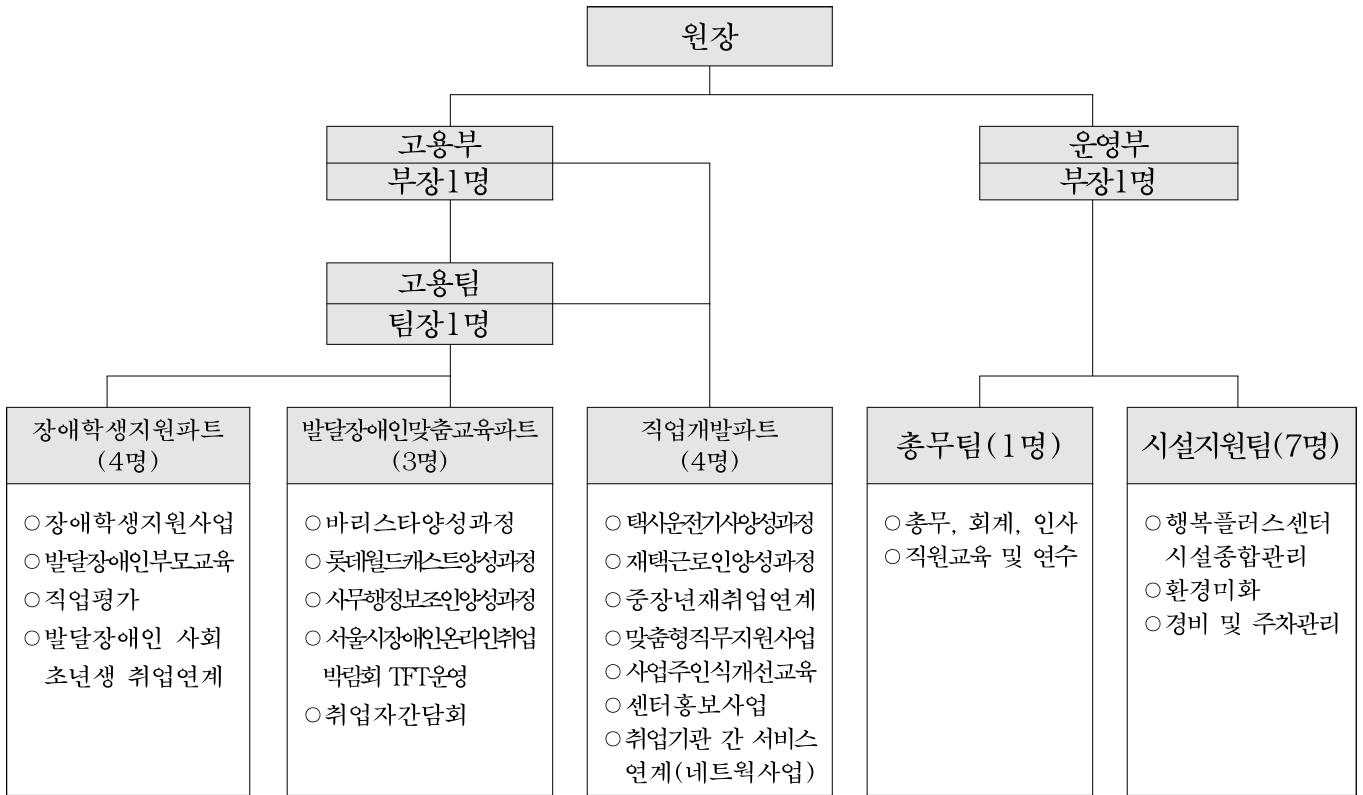 원장
고용부
부장1명
운영부
부장1명
고용팀
팀장1명
장애학생지원파트
(4명)
○장애학생지원사업
○발달장애인부모교육
○직업평가
○발달장애인 사회
초년생 취업연계
발달장애인맞춤교육파트
(3명)
○바리스타양성과정
○롯데월드캐스트양성과정
○사무행정보조인양성과정
○서울시장애인온라인취업
박람회 TFT운영
○취업자간담회
직업개발파트
(4명)
○택시운전기사양성과정
○재택근로인양성과정
○중장년재취업연계
○맞춤형직무지원사업
○사업주인식개선교육
○센터홍보사업
○취업기관 간 서비스
연계(네트웍사업)
총무팀(1명)
○총무, 회계, 인사
○직원교육 및 연수
시설지원팀(7명)
○행복플러스센터
시설종합관리
○환경미화
○경비 및 주차관리